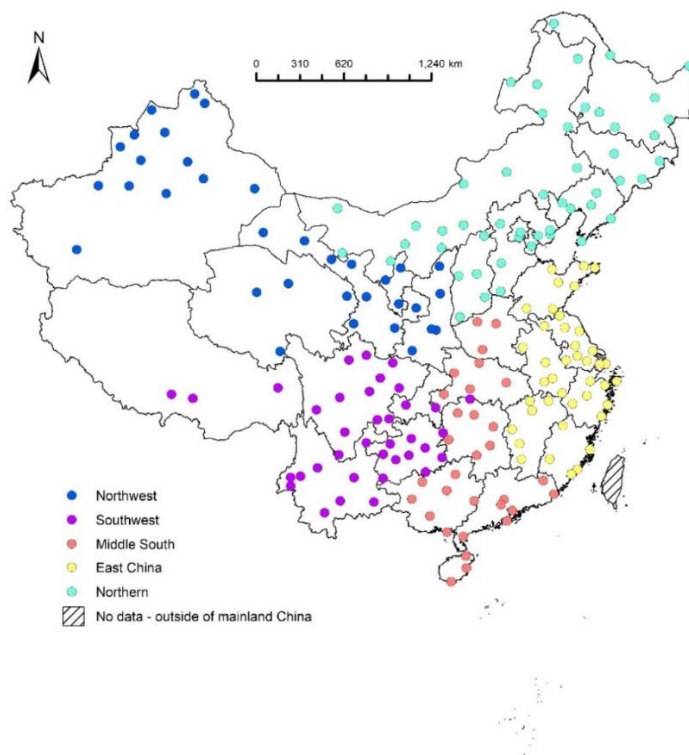 N
0 310 620 1,240 km
Northwest
Southwest
Middle South
East China
Northern
No data - outside of mainland China